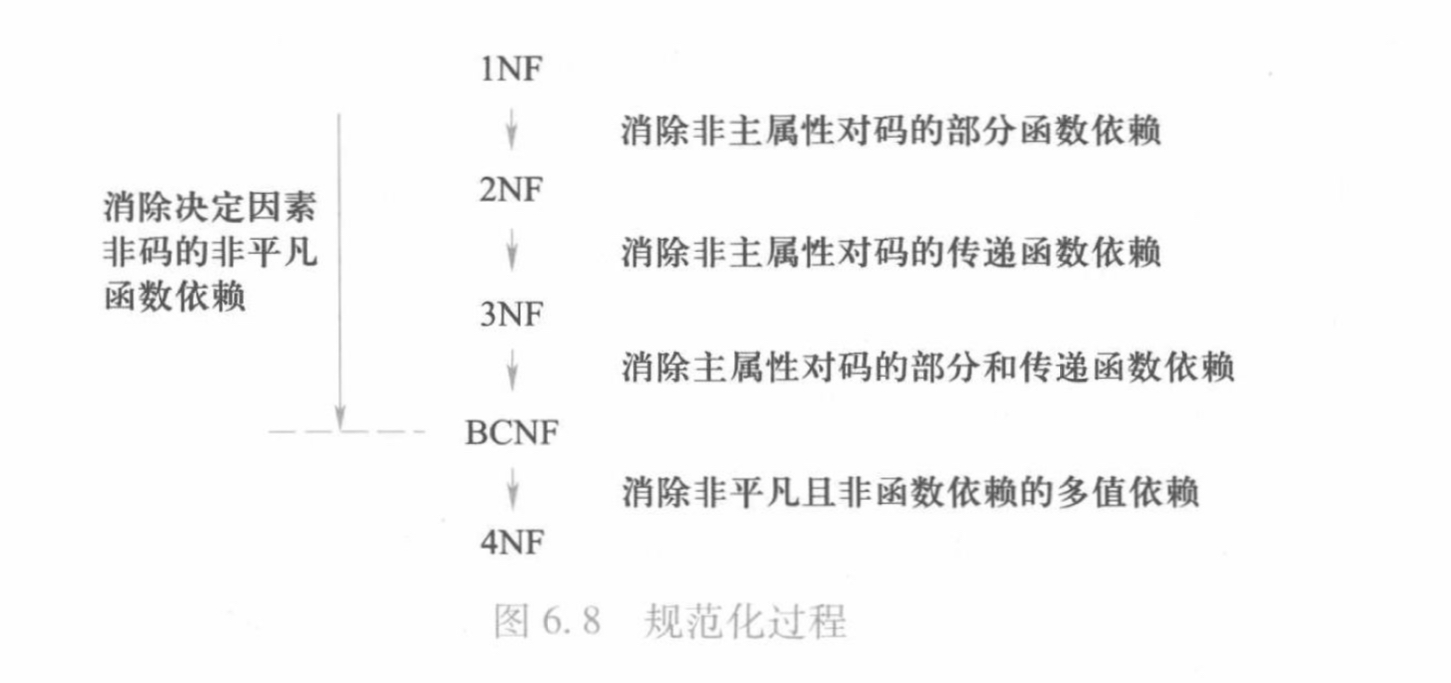 1NF
消除非主属性对码的部分函数依赖
2NF
消除决定因素
非码的非平凡
函数依赖
消除非主属性对码的传递函数依赖
3NF
消除主属性对码的部分和传递函数依赖
BCNF
消除非平凡且非函数依赖的多值依赖
4NF
图 6.8 规范化过程